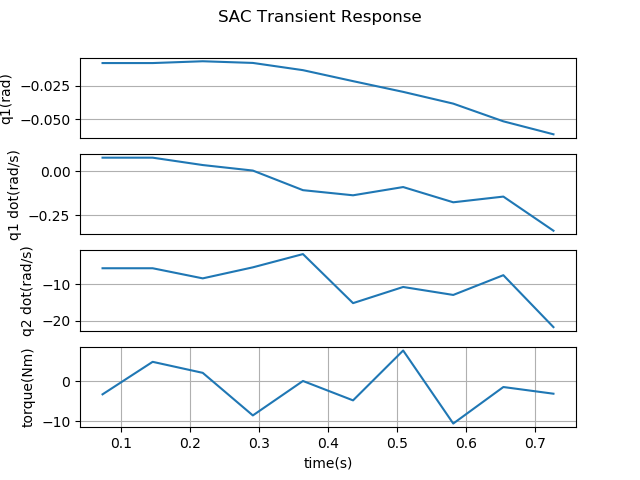 SAC Transient Response
q1(rad)
−0.025
−0.050
q1 dot(rad/s)
0.00
−0.25
q2 dot(rad/s)
−10
−20
torque(Nm)
0
−10
0.1 0.2 0.3 0.4 0.5 0.6 0.7
time(s)